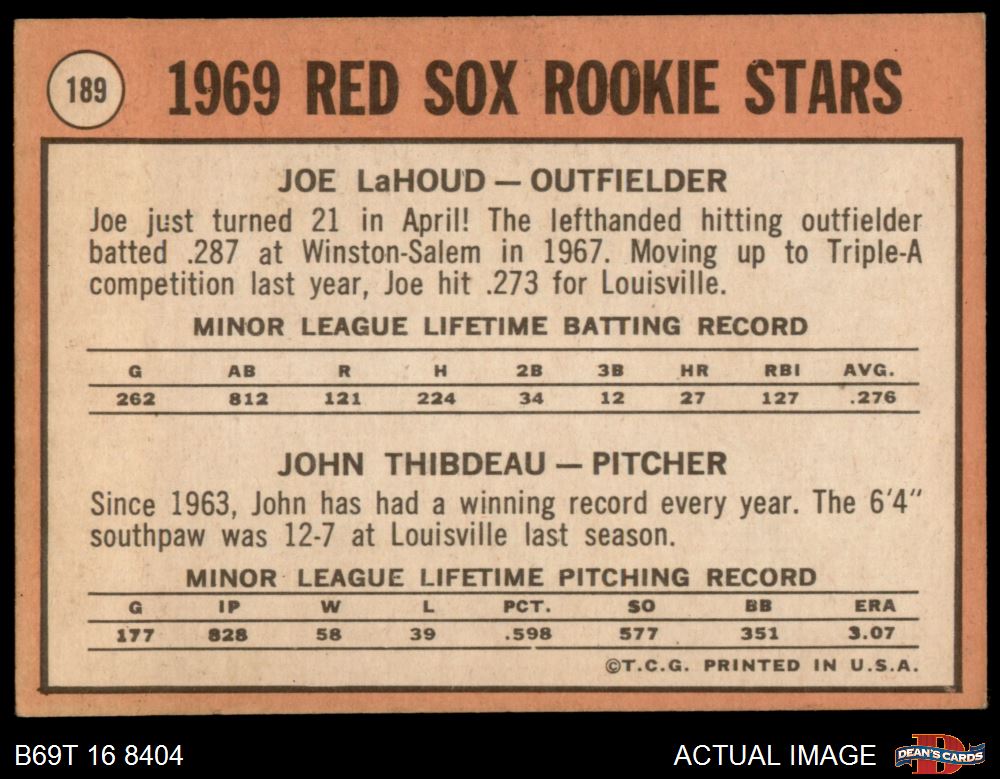 189
1969 RED SOX ROOKIE STARS
JOE LaHOUD — OUTFIELDER
Joe just turned 21 in April! The lefthanded hitting outfielder
batted .287 at Winston-Salem in 1967. Moving up to Triple-A
competition last year, Joe hit .273 for Louisville.
MINOR LEAGUE LIFETIME BATTING RECORD
G AB R H 2B 3B HR RBI AVG.
262 812 121 224 34 12 27 127 .276
JOHN THIBDEAU — PITCHER
Since 1963, John has had a winning record every year. The 6'4"
southpaw was 12-7 at Louisville last season.
MINOR LEAGUE LIFETIME PITCHING RECORD
G IP W L PCT. SO BB ERA
177 828 58 39 .598 577 351 3.07
©T.C.G. PRINTED IN U.S.A.
B69T 16 8404
ACTUAL IMAGE
D
DEAN'S CARDS